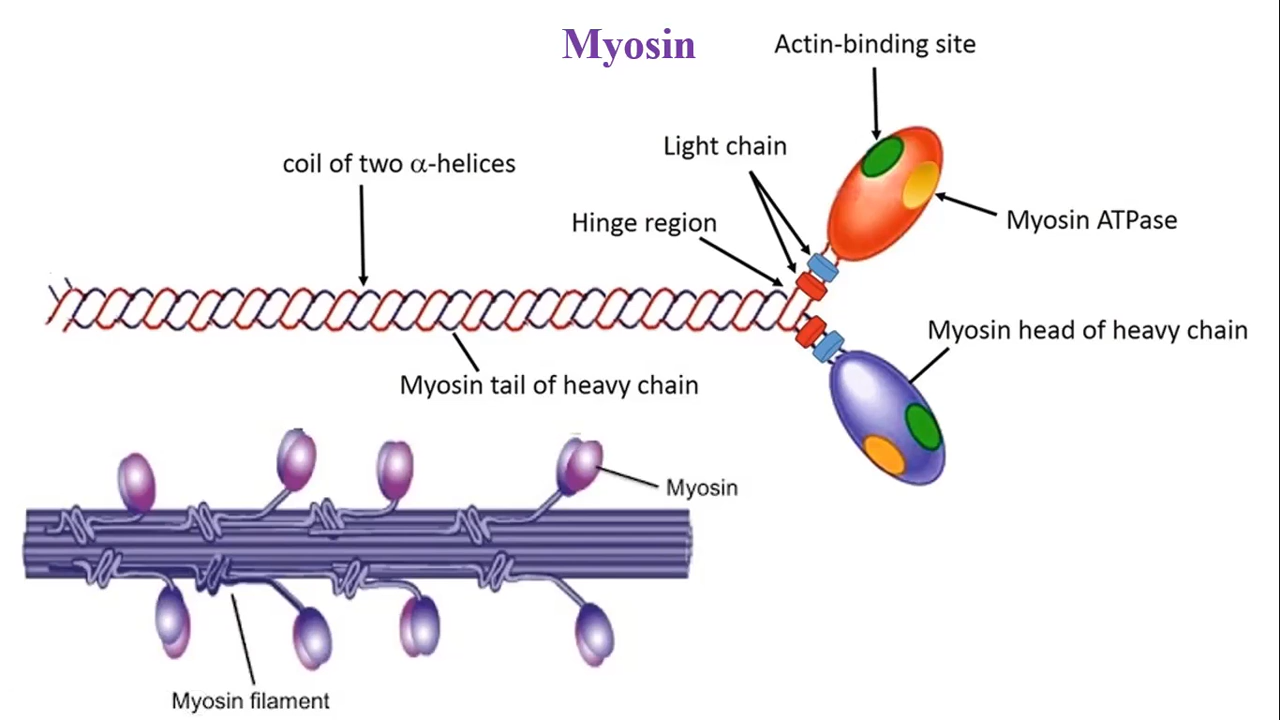 Myosin
Actin-binding site
Light chain
coil of two α-helices
Hinge region
Myosin ATPase
Myosin head of heavy chain
Myosin tail of heavy chain
Myosin
Myosin filament